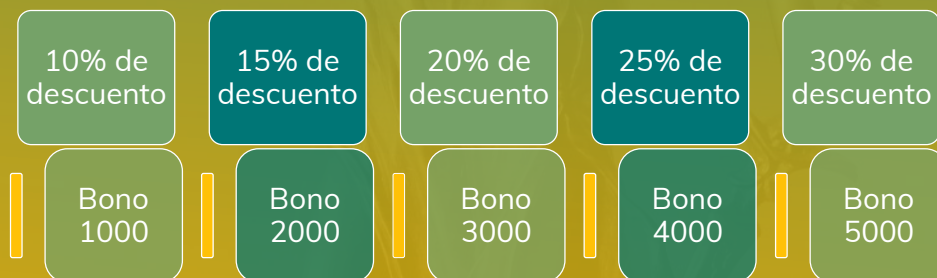 10% de
descuento
15% de
descuento
20% de
descuento
25% de
descuento
30% de
descuento
Bono
1000
Bono
2000
Bono
3000
Bono
4000
Bono
5000